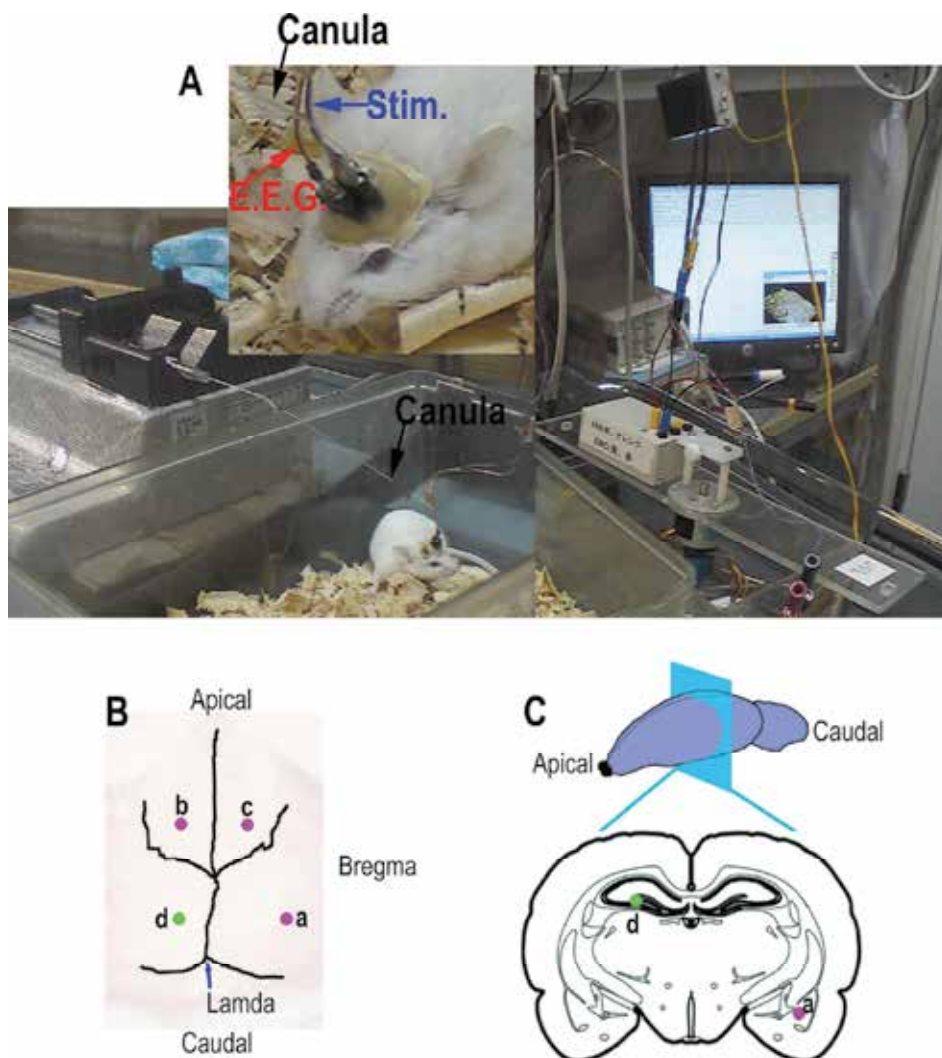 Canula
A
Stim.
E.E.G.
Canula
B
Apical
b
c
Bregma
d
a
Lamda
Caudal
C
Caudal
Apical
d
a